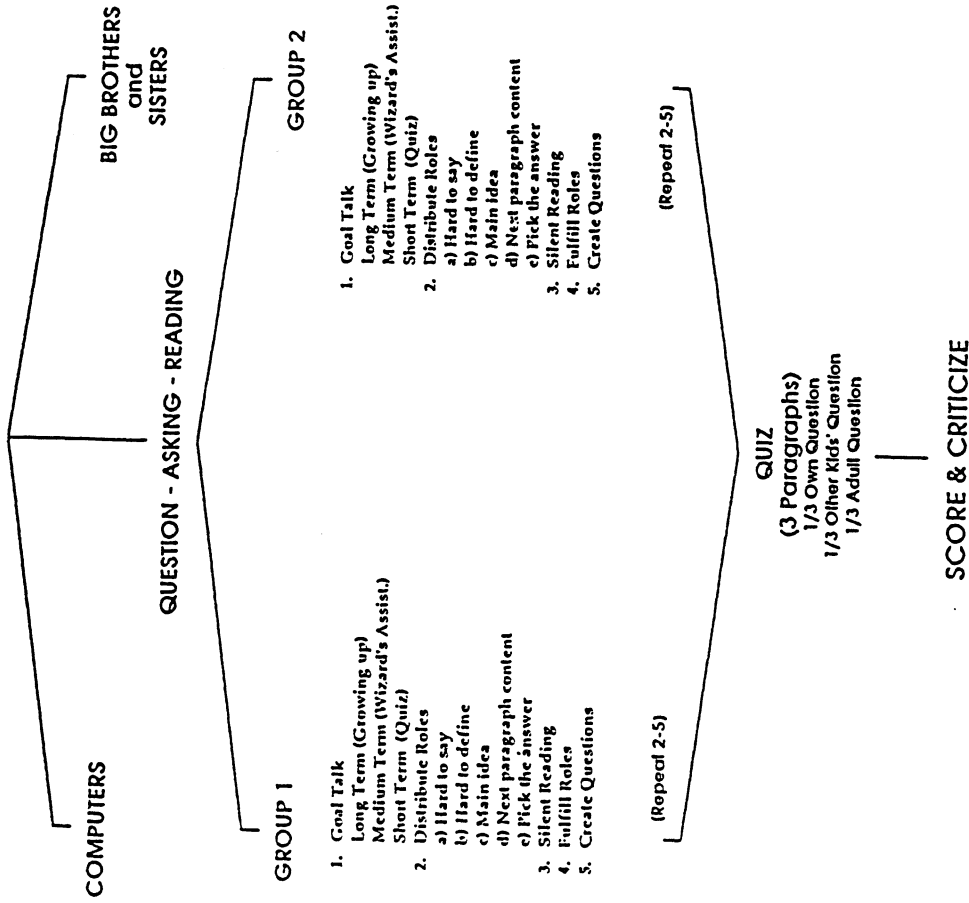 COMPUTERS
BIG BROTHERS
and
SISTERS
QUESTION - ASKING - READING
GROUP 1
1. Goal Talk
Long Term (Growing up)
Medium Term (Wizard's Assist.)
Short Term (Quiz)
2. Distribute Roles
a) Hard to say
b) Hard to define
c) Main idea
d) Next paragraph content
e) Pick the answer
3. Silent Reading
4. Fulfill Roles
5. Create Questions
(Repeat 2-5)
GROUP 2
1. Goal Talk
Long Term (Growing up)
Medium Term (Wizard's Assist.)
Short Term (Quiz)
2. Distribute Roles
a) Hard to say
b) Hard to define
c) Main idea
d) Next paragraph content
e) Pick the answer
3. Silent Reading
4. Fulfill Roles
5. Create Questions
(Repeat 2-5)
QUIZ
(3 Paragraphs)
1/3 Own Question
1/3 Other Kids' Question
1/3 Adult Question
SCORE & CRITICIZE